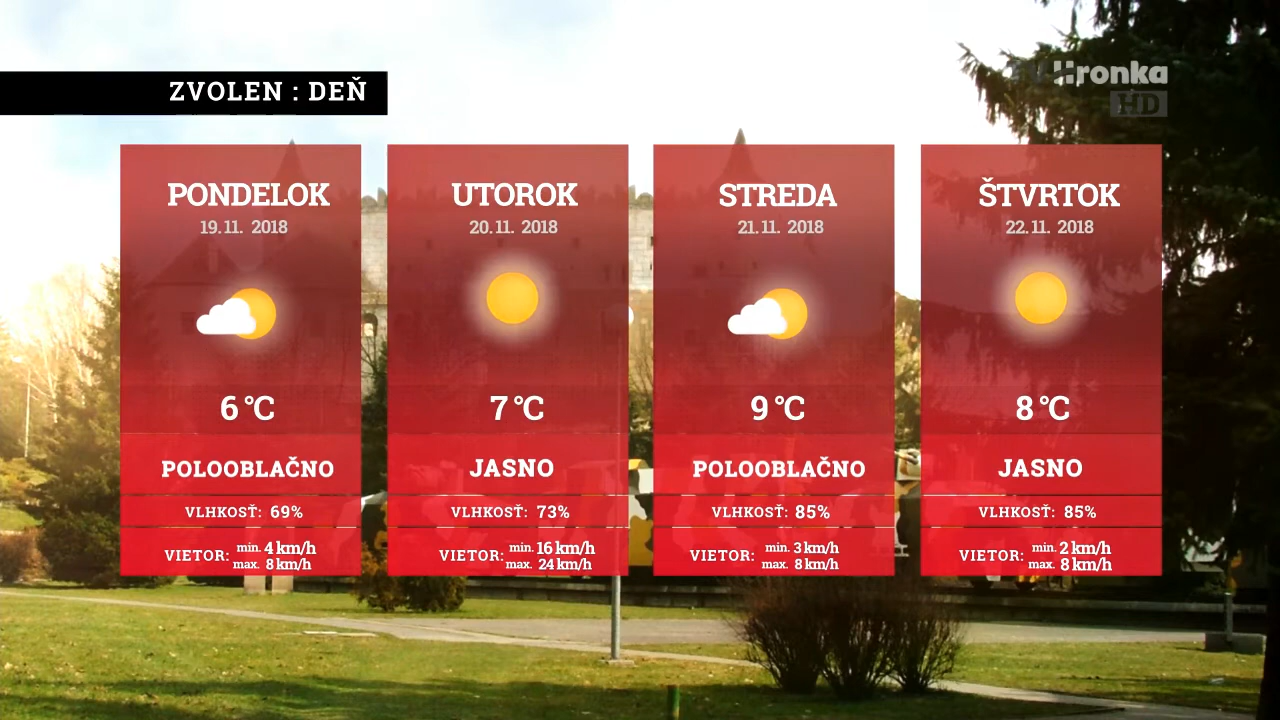 ZVOLEN : DEŇ
Hronka
HD
PONDELOK
19.11. 2018
6°C
POLOOBLAČNO
VLHKOSŤ: 69%
VIETOR: min. 4 km/h
max. 8 km/h
UTOROK
20.11. 2018
7°C
JASNO
VLHKOSŤ: 73%
VIETOR: min. 16 km/h
max. 24 km/h
STREDA
21.11. 2018
9°C
POLOOBLAČNO
VLHKOSŤ: 85%
VIETOR: min. 3 km/h
max. 8 km/h
ŠTVRTOK
22.11. 2018
8°C
JASNO
VLHKOSŤ: 85%
VIETOR: min. 2 km/h
max. 8 km/h